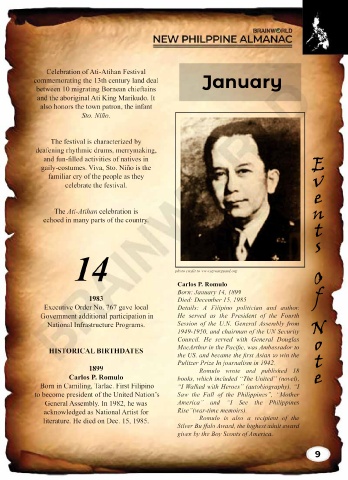 BRAINWORLD
NEW PHILPPINE ALMANAC
Celebration of Ati-Atihan Festival
commemorating the 13th century land deal
between 10 migrating Bornean chieftains
and the aboriginal Ati King Marikudo. It
also honors the town patron, the infant
Sto. Niño.
The festival is characterized by
deafening rhythmic drums, merrymaking,
and fun-filled activities of natives in
gaily-costumes. Viva, Sto. Niño is the
familiar cry of the people as they
celebrate the festival.
The Ati-Atihan celebration is
echoed in many parts of the country.
14
1983
Executive Order No. 767 gave local
Government additional participation in
National Infrastructure Programs.
HISTORICAL BIRTHDATES
1899
Carlos P. Romulo
Born in Camiling, Tarlac. First Filipino
to become president of the United Nation's
General Assembly. In 1982, he was
acknowledged as National Artist for
literature. He died on Dec. 15, 1985.
January
Carlos P. Romulo
Born: January 14, 1899
Died: December 15, 1985
Details: A Filipino politician and author.
He served as the President of the Fourth
Session of the U.N. General Assembly from
1949-1950, and chairman of the UN Security
Council. He served with General Douglas
MacArthur in the Pacific, was Ambassador to
the US, and became the first Asian to win the
Pulitzer Prize in journalism in 1942.
Romulo wrote and published 18
books, which included "The United" (novel),
"I Walked with Heroes" (autobiography), "I
Saw the Fall of the Philippines", "Mother
America" and "I See the Philippines
Rise"(war-time memoirs).
Romulo is also a recipient of the
Silver Buffalo Award, the highest adult award
given by the Boy Scouts of America.
Events Of Note
9